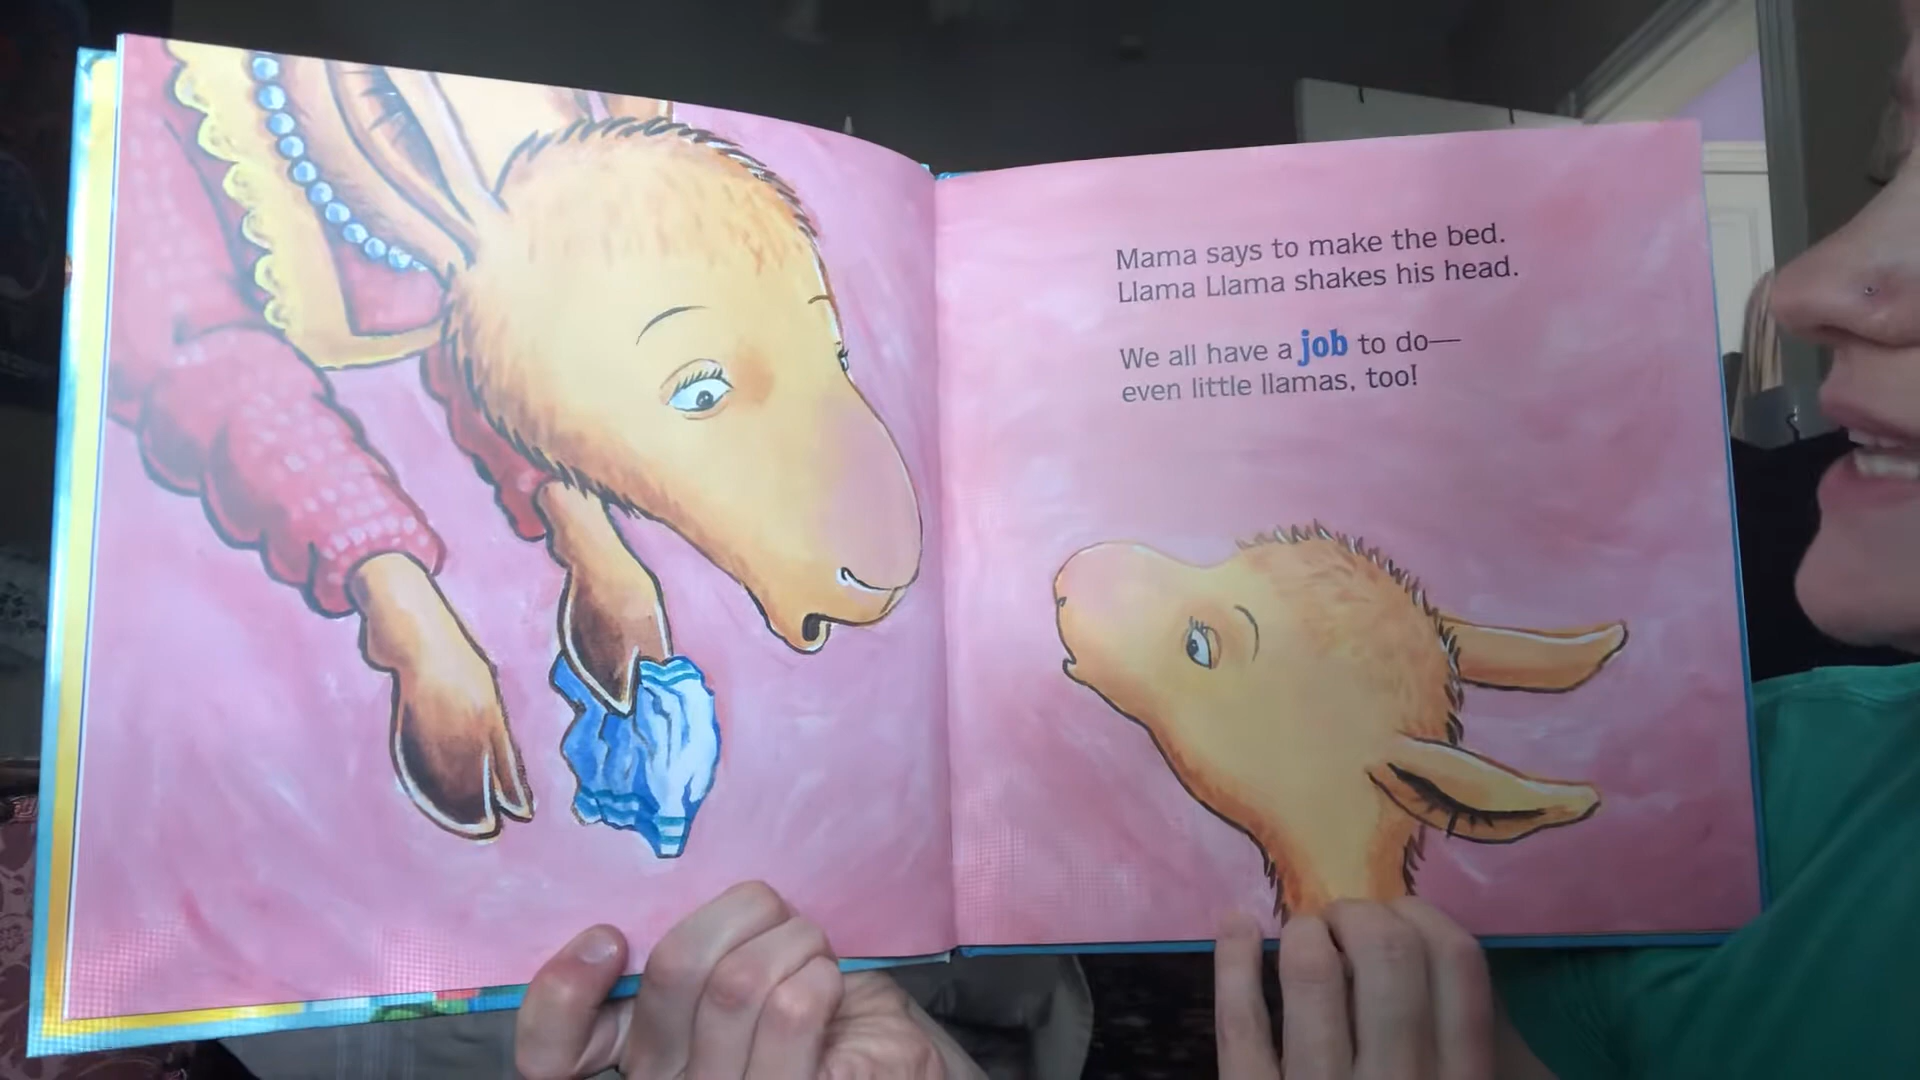 Mama says to make the bed.
Llama Llama shakes his head.
We all have a job to do—
even little llamas, too!